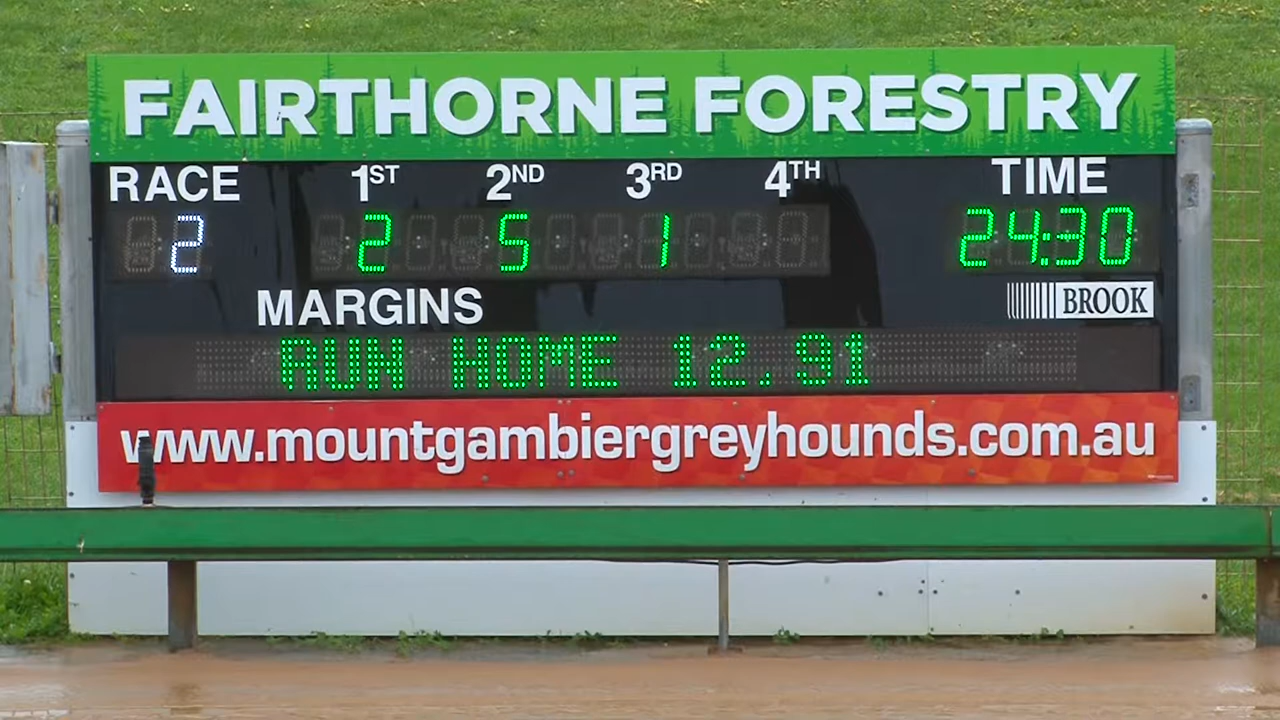 FAIRTHORNE FORESTRY
RACE 1ST 2ND 3RD 4TH TIME
2 2 5 1 24:30
MARGINS BROOK
RUN HOME 12.91
www.mountgambiergreyhounds.com.au